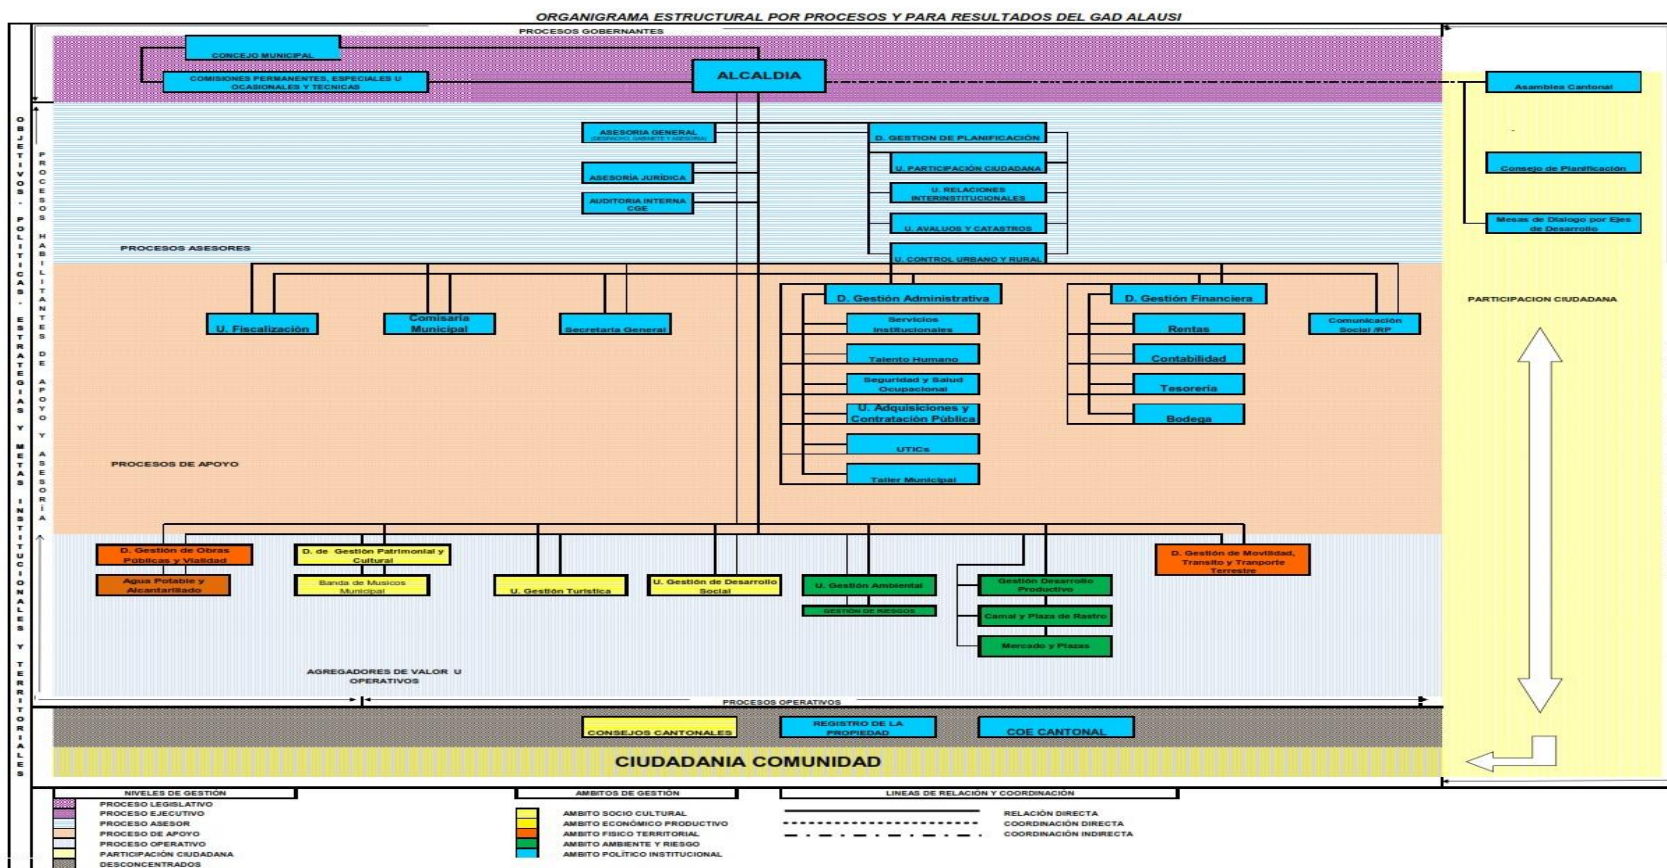 ORGANIGRAMA ESTRUCTURAL POR PROCESOS Y PARA RESULTADOS DEL GAD ALAUSI
PROCESOS GOBERNANTES
CONCEJO MUNICIPAL
COMISIONES PERMANENTES, ESPECIALES U
OCASIONALES Y TECNICAS
ALCALDIA
Asamblea Cantonal
OBJETIVOS- POLITICAS- ESTRATEGIAS Y METAS INSTITUCIONALES Y TERRITORIALES
PROCESOS HABILITANTES DE APOYO Y ASESORÍA
ASESORIA GENERAL
(DESPACHO, GABINETE Y ASESORIA)
D. GESTION DE PLANIFICACIÓN
ASESORÍA JURÍDICA
U. PARTICIPACIÓN CIUDADANA
Consejo de Planificación
AUDITORIA INTERNA
CGE
U. RELACIONES
INTERINSTITUCIONALES
U. AVALUOS Y CATASTROS
Mesas de Dialogo por Ejes
de Desarrollo
PROCESOS ASESORES
U. CONTROL URBANO Y RURAL
D. Gestión Administrativa
D. Gestión Financiera
PARTICIPACION CIUDADANA
U. Fiscalización
Comisaría
Municipal
Secretaría General
Servicios
Institucionales
Rentas
Comunicación
Social /RP
Talento Humano
Contabilidad
Seguridad y Salud
Ocupacional
Tesorería
U. Adquisiciones y
Contratación Pública
Bodega
UTICs
PROCESOS DE APOYO
Taller Municipal
D. Gestión de Obras
Públicas y Vialidad
D. de Gestión Patrimonial y
Cultural
D. Gestión de Movilidad,
Transito y Tranporte
Terrestre
Agua Potable y
Alcantarillado
Banda de Musicos
Municipal
U. Gestión Turística
U. Gestión de Desarrollo
Social
U. Gestión Ambiental
Gestión Desarrollo
Productivo
GESTIÓN DE RIESGOS
Camal y Plaza de Rastro
Mercado y Plazas
AGREGADORES DE VALOR U
OPERATIVOS
PROCESOS OPERATIVOS
CONSEJOS CANTONALES
REGISTRO DE LA
PROPIEDAD
COE CANTONAL
CIUDADANIA COMUNIDAD
NIVELES DE GESTIÓN
PROCESO LEGISLATIVO
PROCESO EJECUTIVO
PROCESO ASESOR
PROCESO DE APOYO
PROCESO OPERATIVO
PARTICIPACIÓN CIUDADANA
DESCONCENTRADOS
AMBITOS DE GESTIÓN
AMBITO SOCIO CULTURAL
AMBITO ECONÓMICO PRODUCTIVO
AMBITO FISICO TERRITORIAL
AMBITO AMBIENTE Y RIESGO
AMBITO POLÍTICO INSTITUCIONAL
LINEAS DE RELACIÓN Y COORDINACIÓN
RELACIÓN DIRECTA
COORDINACIÓN DIRECTA
COORDINACIÓN INDIRECTA